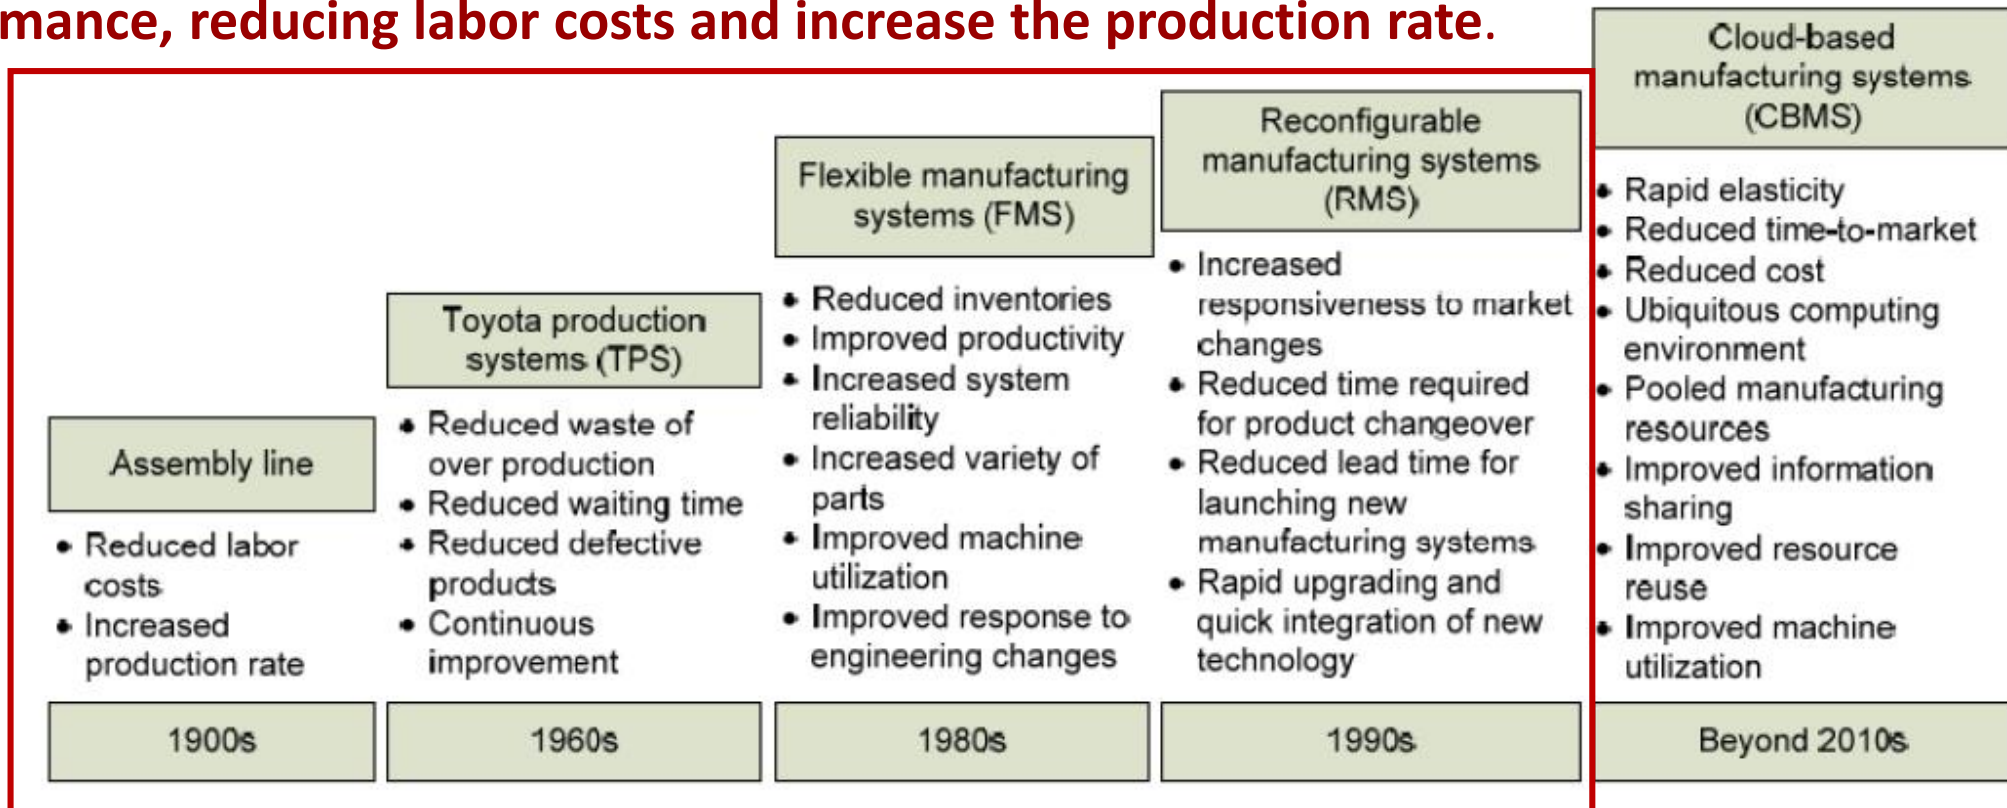 mance, reducing labor costs and increase the production rate.
Assembly line
• Reduced labor
costs
• Increased
production rate
1900s
Toyota production
systems (TPS)
• Reduced waste of
over production
• Reduced waiting time
• Reduced defective
products
• Continuous
improvement
1960s
Flexible manufacturing
systems (FMS)
• Reduced inventories
• Improved productivity
• Increased system
reliability
• Increased variety of
parts
• Improved machine
utilization
• Improved response to
engineering changes
1980s
Reconfigurable
manufacturing systems
(RMS)
• Increased
responsiveness to market
changes
• Reduced time required
for product changeover
• Reduced lead time for
launching new
manufacturing systems
• Rapid upgrading and
quick integration of new
technology
1990s
Cloud-based
manufacturing systems
(CBMS)
• Rapid elasticity
• Reduced time-to-market
• Reduced cost
• Ubiquitous computing
environment
• Pooled manufacturing
resources
• Improved information
sharing
• Improved resource
reuse
• Improved machine
utilization
Beyond 2010s